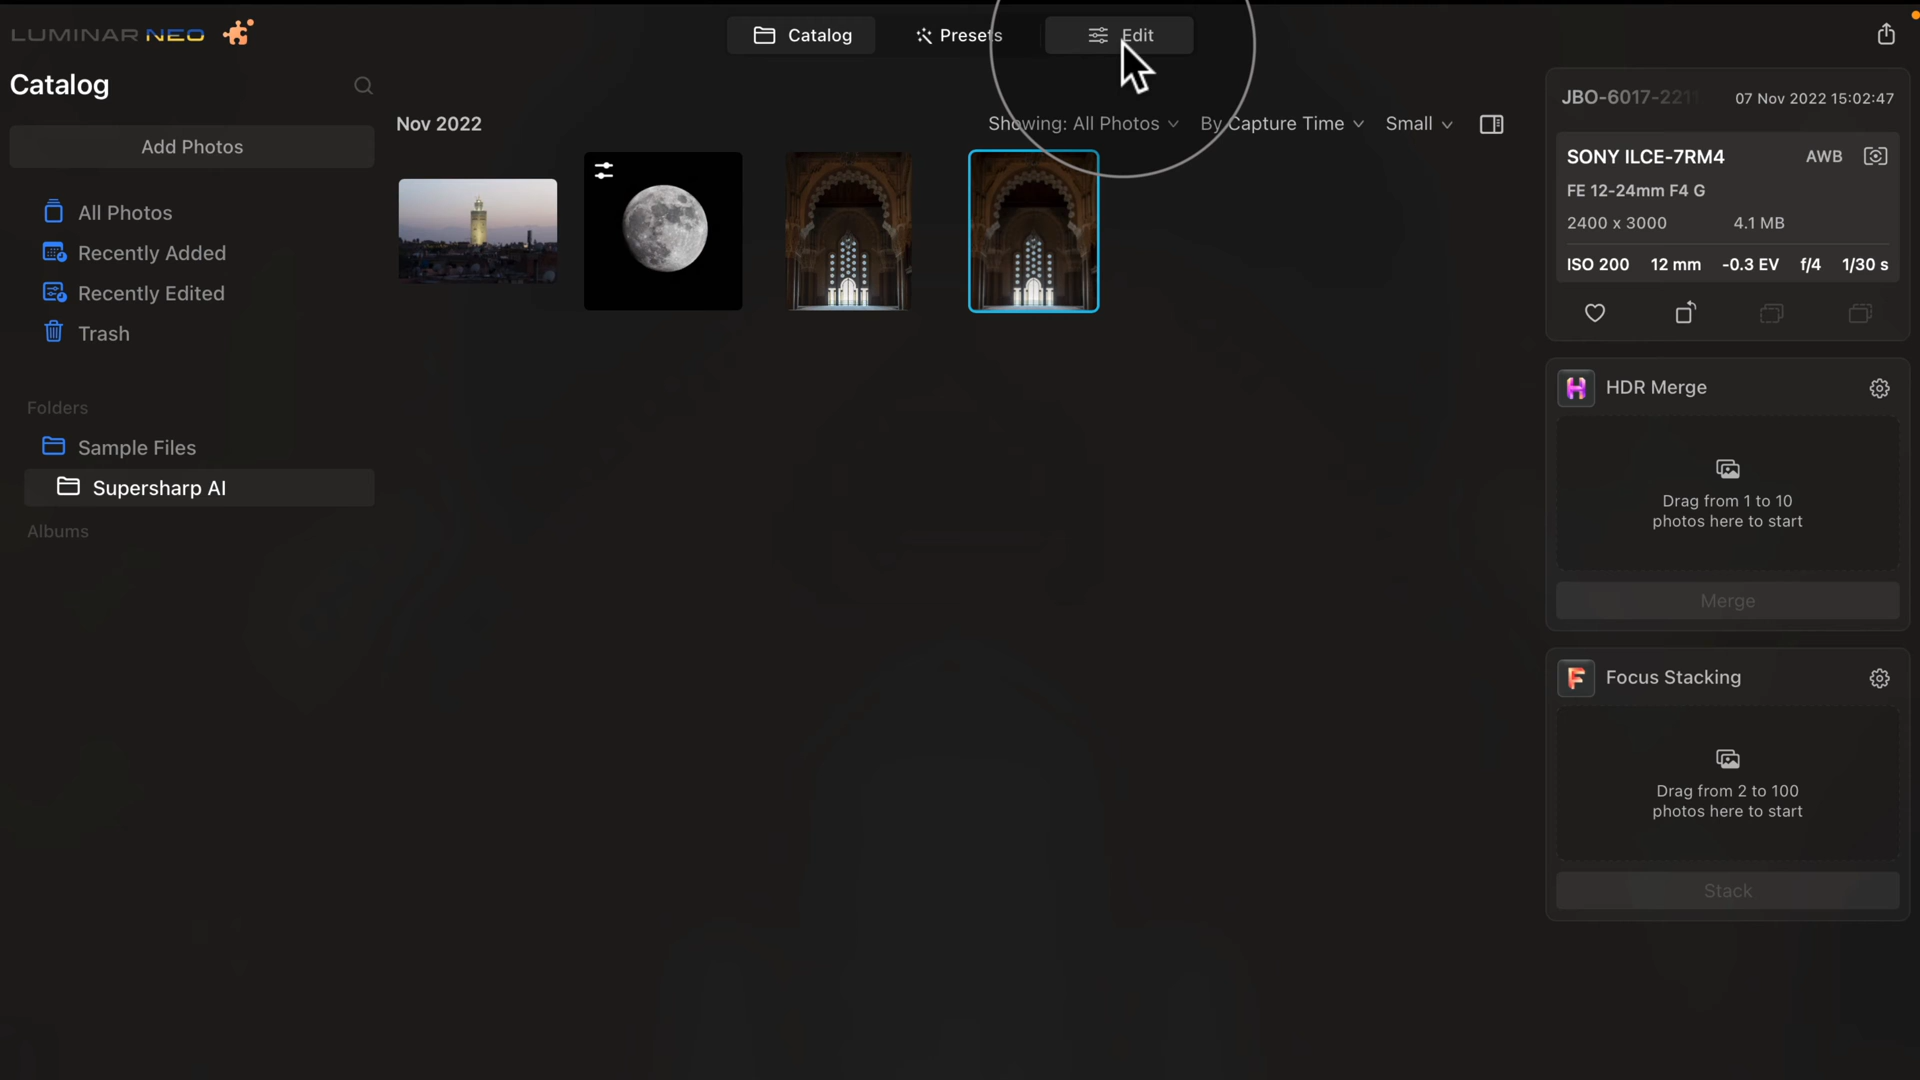 LUMINAR NEO
Catalog
Presets
Edit
Catalog
Add Photos
All Photos
Recently Added
Recently Edited
Trash
Folders
Sample Files
Supersharp AI
Albums
Nov 2022
Showing: All Photos
By Capture Time
Small
JBO-6017-221
07 Nov 2022 15:02:47
SONY ILCE-7RM4
AWB
FE 12-24mm F4 G
2400 x 3000
4.1 MB
ISO 200
12 mm
-0.3 EV
f/4
1/30 s
HDR Merge
Drag from 1 to 10
photos here to start
Merge
Focus Stacking
Drag from 2 to 100
photos here to start
Stack